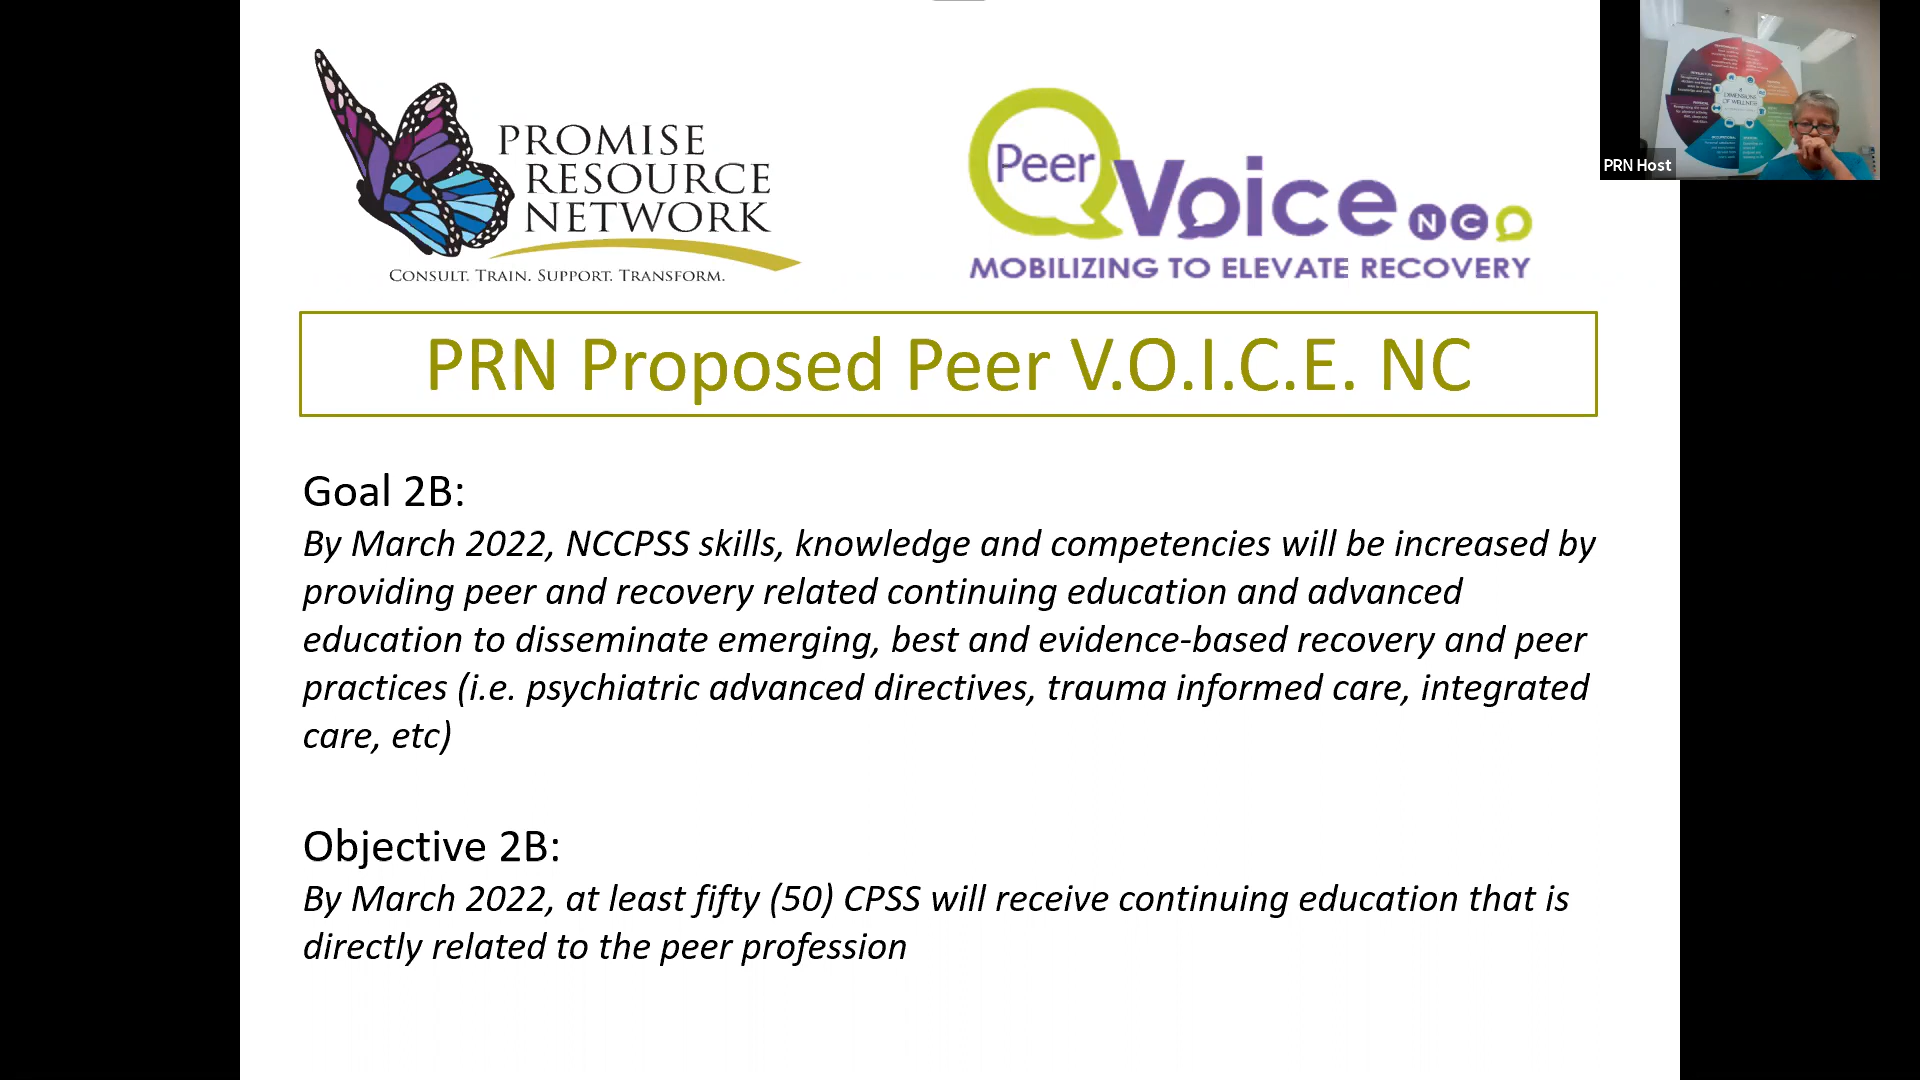 PROMISE
RESOURCE
NETWORK
CONSULT. TRAIN. SUPPORT. TRANSFORM.
Peer Voice NC
MOBILIZING TO ELEVATE RECOVERY
8
DIMENSIONS
OF WELLNESS
PRN Host
PRN Proposed Peer V.O.I.C.E. NC
Goal 2B:
By March 2022, NCCPSS skills, knowledge and competencies will be increased by
providing peer and recovery related continuing education and advanced
education to disseminate emerging, best and evidence-based recovery and peer
practices (i.e. psychiatric advanced directives, trauma informed care, integrated
care, etc)
Objective 2B:
By March 2022, at least fifty (50) CPSS will receive continuing education that is
directly related to the peer profession